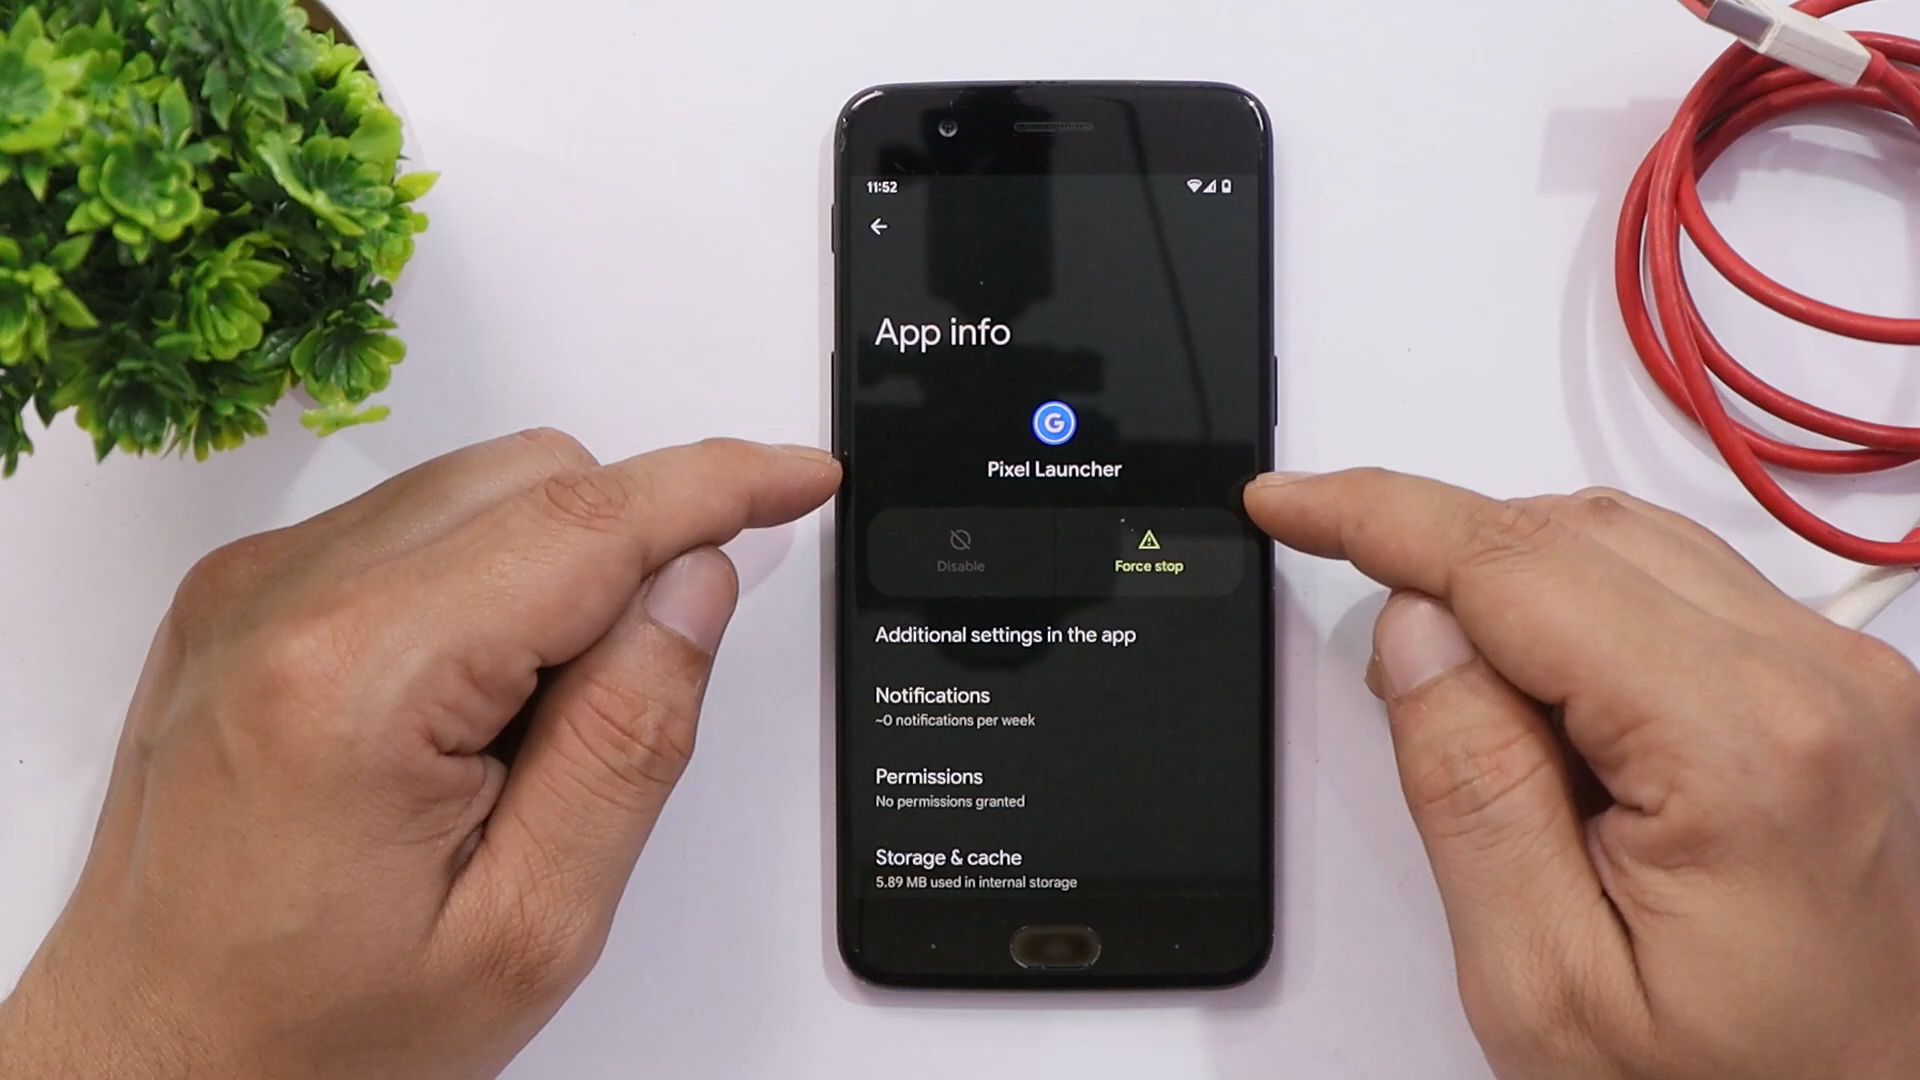 11:52
App info
G
Pixel Launcher
Disable
Force stop
Additional settings in the app
Notifications
~0 notifications per week
Permissions
No permissions granted
Storage & cache
5.89 MB used in internal storage